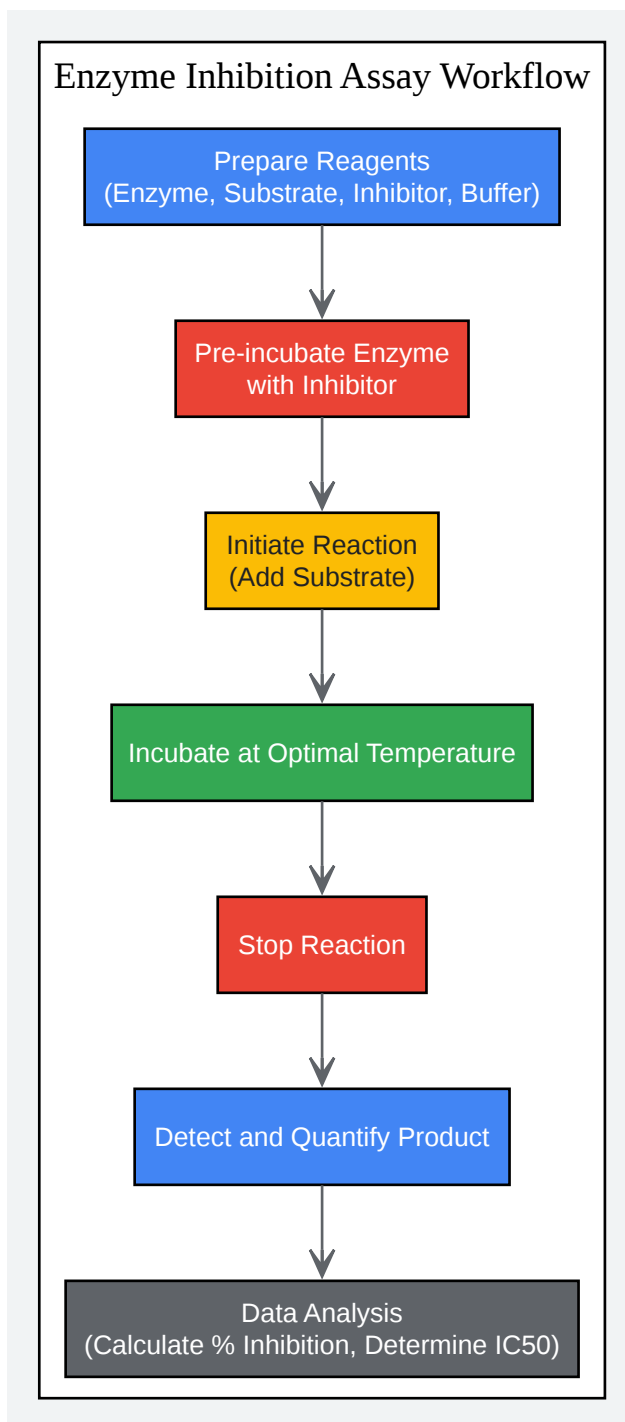 Enzyme Inhibition Assay Workflow
Prepare Reagents
(Enzyme, Substrate, Inhibitor, Buffer)
Pre-incubate Enzyme
with Inhibitor
Initiate Reaction
(Add Substrate)
Incubate at Optimal Temperature
Stop Reaction
Detect and Quantify Product
Data Analysis
(Calculate % Inhibition, Determine IC50)